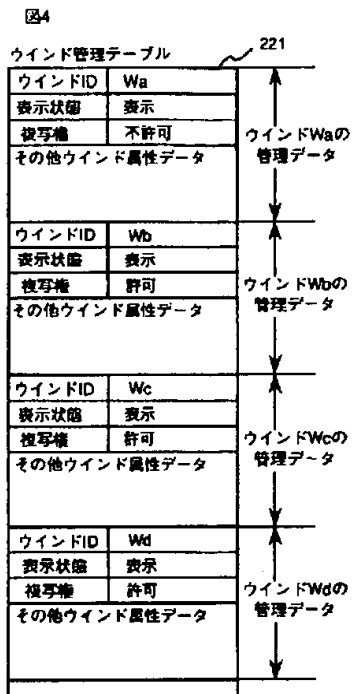 図4
ウインド管理テーブル
221
ウインドID Wa
表示状態 表示
複写権 不許可
その他ウインド属性データ
ウインドWaの
管理データ
ウインドID Wb
表示状態 表示
複写権 許可
その他ウインド属性データ
ウインドWbの
管理データ
ウインドID Wc
表示状態 表示
複写権 許可
その他ウインド属性データ
ウインドWcの
管理データ
ウインドID Wd
表示状態 表示
複写権 許可
その他ウインド属性データ
ウインドWdの
管理データ